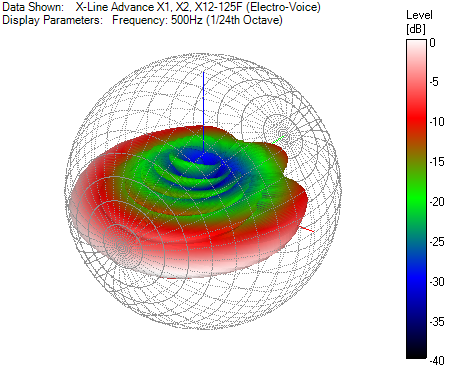 Data Shown: X-Line Advance X1, X2, X12-125F (Electro-Voice)
Display Parameters: Frequency: 500Hz (1/24th Octave)
Level
[dB]
0
-5
-10
-15
-20
-25
-30
-35
-40